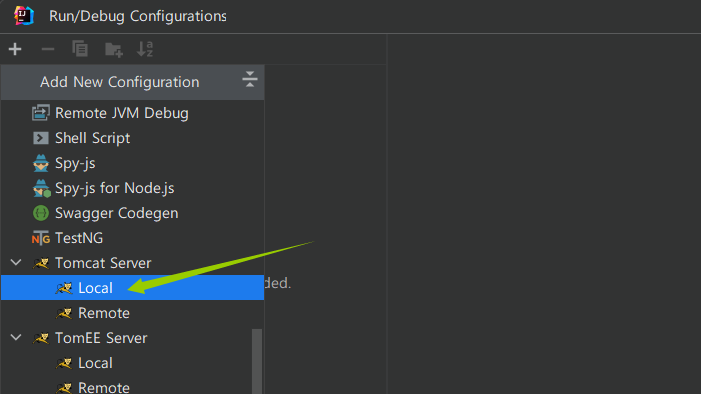 Run/Debug Configurations
Add New Configuration
Remote JVM Debug
Shell Script
Spy-js
Spy-js for Node.js
Swagger Codegen
TestNG
Tomcat Server
Local
ded.
Remote
TomEE Server
Local
Remote